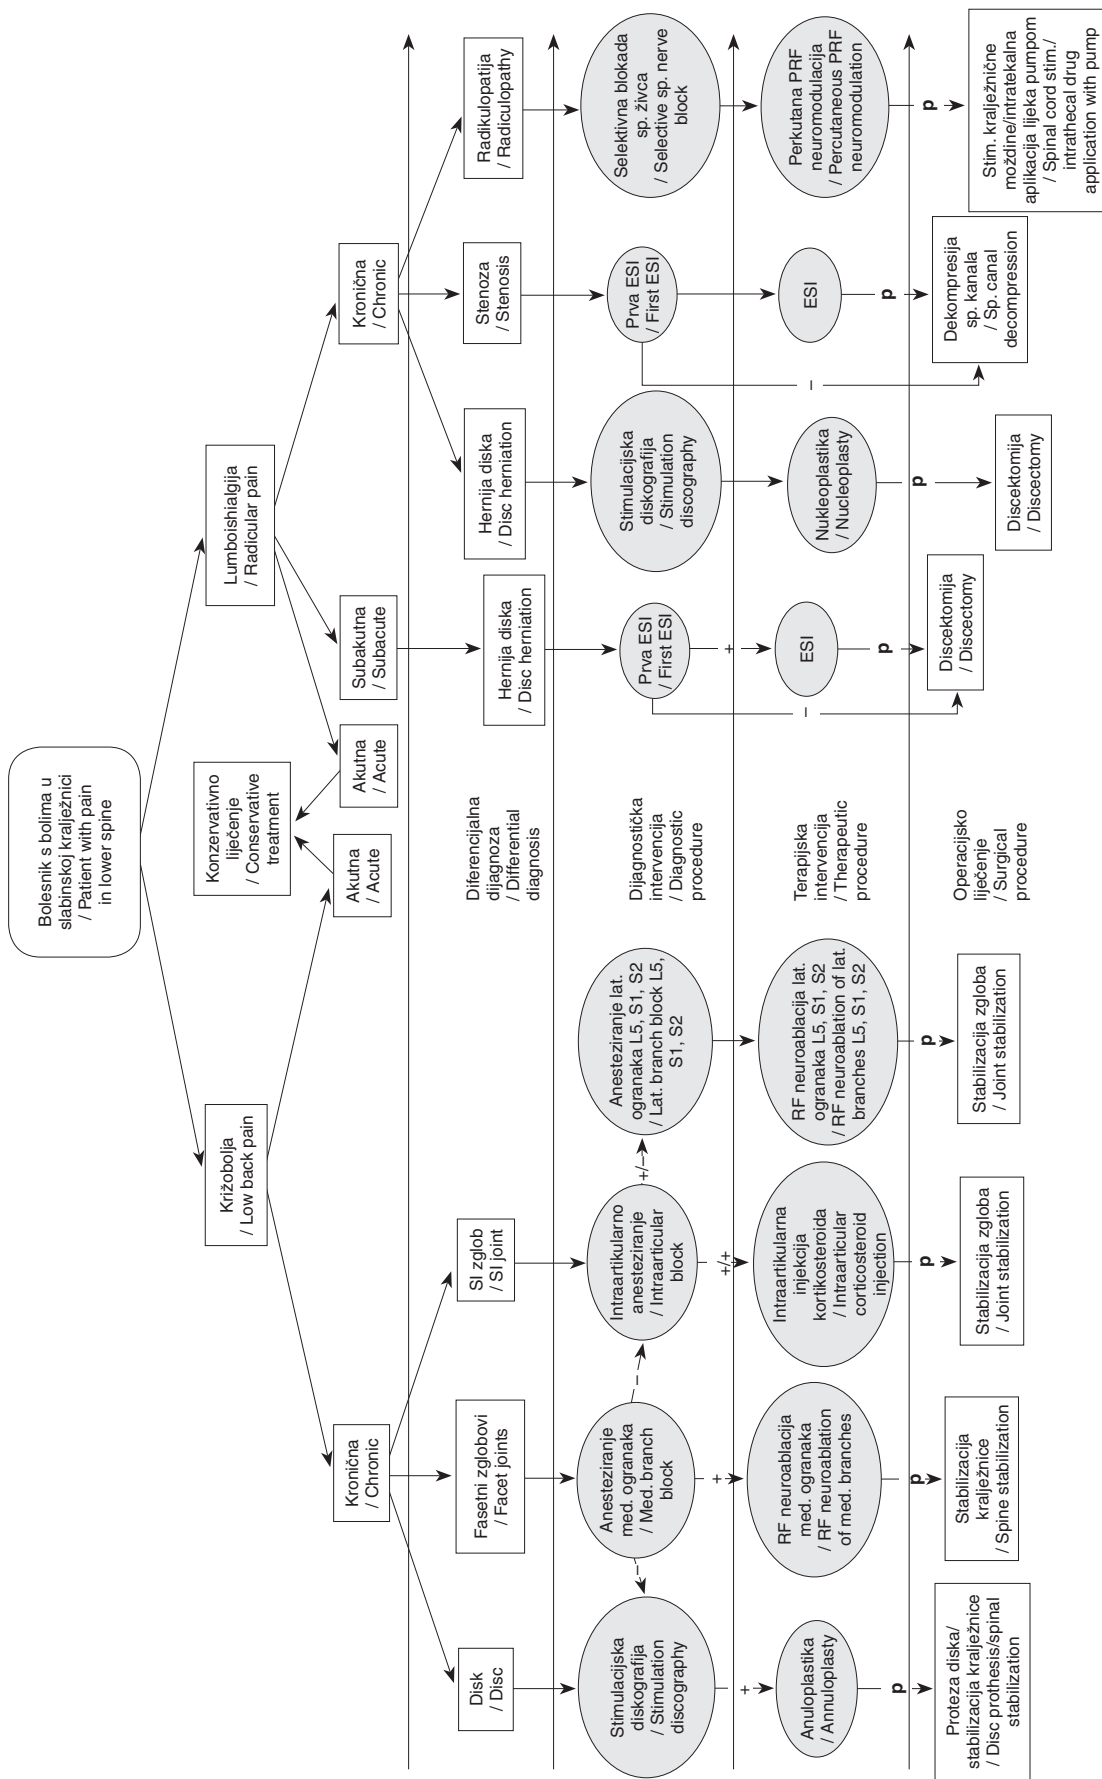 Bolesnik s bolima u
slabinskoj kralježnici
/ Patient with pain
in lower spine
Križobolja
/ Low back pain
Konzervativno
liječenje
/ Conservative
treatment
Lumboishialgija
/ Radicular pain
Kronična
/ Chronic
Akutna
/ Acute
Akutna
/ Acute
Subakutna
/ Subacute
Kronična
/ Chronic
Disk
/ Disc
Fasetni zglobovi
/ Facet joints
SI zglob
/ SI joint
Diferencijalna
dijagnoza
/ Differential
diagnosis
Hernija diska
/ Disc herniation
Hernija diska
/ Disc herniation
Stenoza
/ Stenosis
Radikulopatija
/ Radiculopathy
Stimulacijska
diskografija
/ Stimulation
discography
–
Anesteziranje
med. ogranaka
/ Med. branch
block
–
Intraartikularno
anesteziranje
/ Intraarticular
block
+/–
Anesteziranje lat.
ogranaka L5, S1, S2
/ Lat. branch block L5,
S1, S2
Dijagnostička
intervencija
/ Diagnostic
procedure
Prva ESI
/ First ESI
Stimulacijska
diskografija
/ Stimulation
discography
Prva ESI
/ First ESI
Selektivna blokada
sp. živca
/ Selective sp. nerve
block
+
+
+/+
+
Anuloplastika
/ Annuloplasty
RF neuroablacija
med. ogranaka
/ RF neuroablation
of med. branches
Intraartikularna
injekcija
kortikosteroida
/ Intraarticular
corticosteroid
injection
RF neuroablacija lat.
ogranaka L5, S1, S2
/ RF neuroablation of lat.
branches L5, S1, S2
Terapijska
intervencija
/ Therapeutic
procedure
–
ESI
Nukleoplastika
/ Nucleoplasty
–
ESI
Perkutana PRF
neuromodulacija
/ Percutaneous PRF
neuromodulation
p
p
p
p
p
p
p
p
Proteza diska/
stabilizacija kralježnice
/ Disc prothesis/spinal
stabilization
Stabilizacija
kralježnice
/ Spine stabilization
Stabilizacija zgloba
/ Joint stabilization
Stabilizacija zgloba
/ Joint stabilization
Operacijsko
liječenje
/ Surgical
procedure
Discektomija
/ Discectomy
Discektomija
/ Discectomy
Dekompresija
sp. kanala
/ Sp. canal
decompression
Stim. kralježnične
moždine/intratekalna
aplikacija lijeka pumpom
/ Spinal cord stim./
intrathecal drug
application with pump